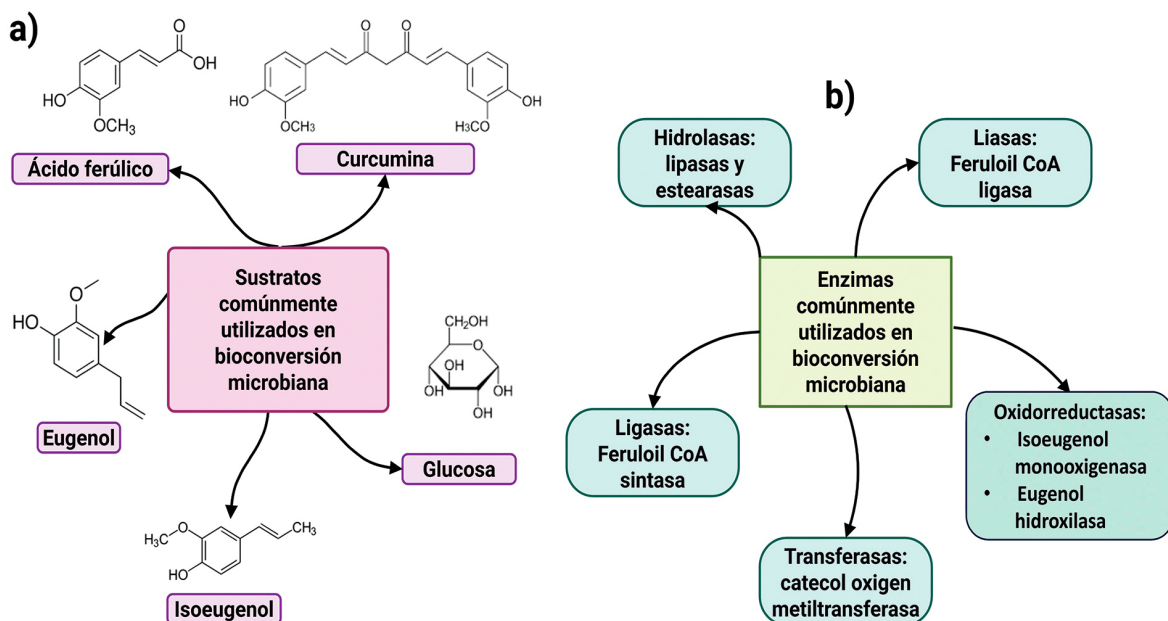 a)
O
OH
HO
OCH3
Ácido ferúlico
O
O
HO
OCH3
H3CO
OH
Curcumina
Sustratos
comúnmente
utilizados en
bioconversión
microbiana
O
HO
Eugenol
CH2OH
O
OH
OH
OH
OH
Glucosa
O
H3C
CH3
HO
Isoeugenol
b)
Hidrolasas:
lipasas y
estearasas
Liasas:
Feruloil CoA
ligasa
Enzimas
comúnmente
utilizados en
bioconversión
microbiana
Ligasas:
Feruloil CoA
sintasa
Oxidorreductasas:
• Isoeugenol
monooxigenasa
• Eugenol
hidroxilasa
Transferasas:
catecol oxigen
metiltransferasa